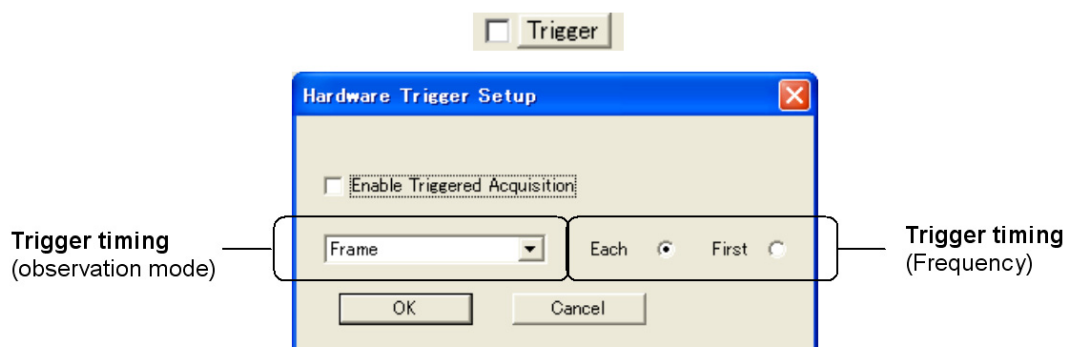 Trigger
Hardware Trigger Setup
Enable Triggered Acquisition
Trigger timing
(observation mode)
Frame
Each
First
Trigger timing
(Frequency)
OK
Cancel